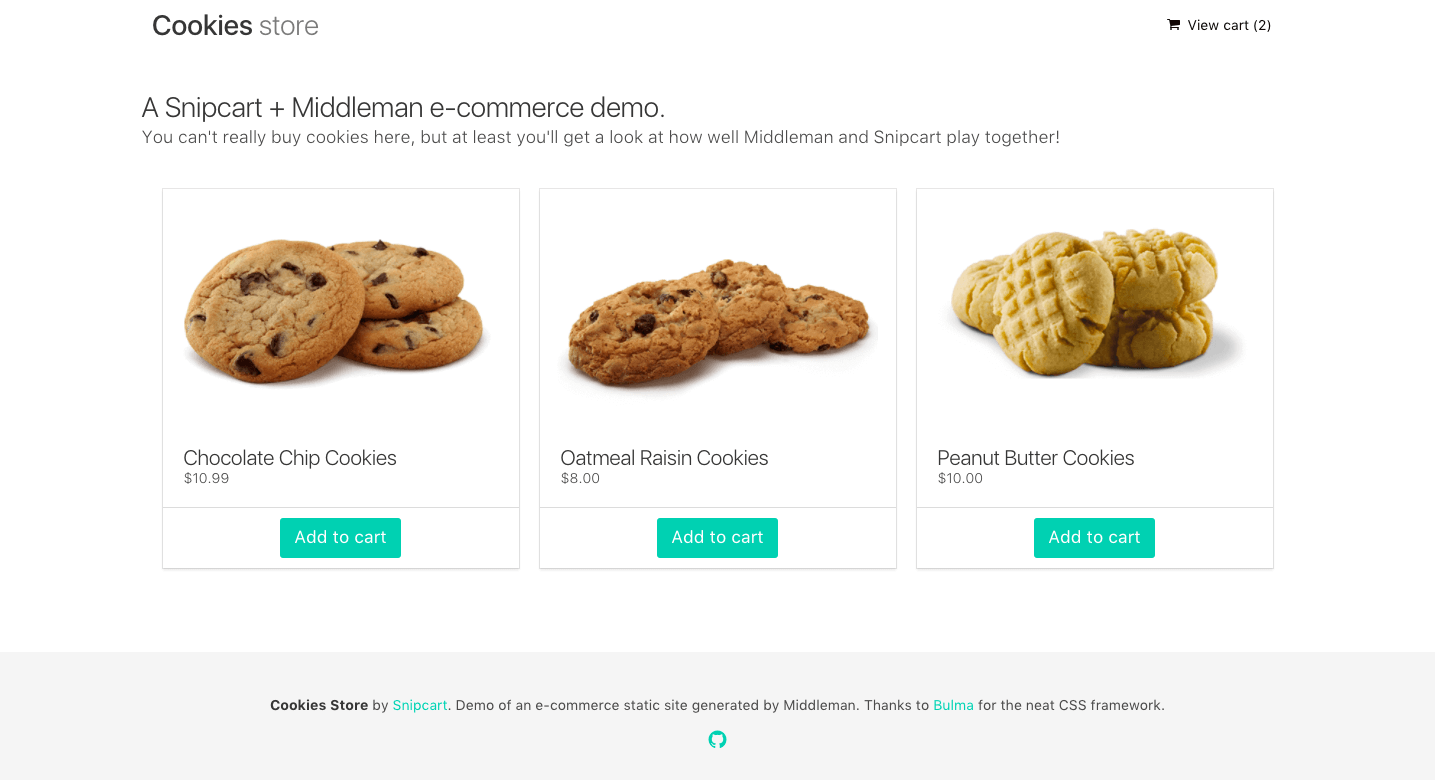 Cookies store
View cart (2)
A Snipcart + Middleman e-commerce demo.
You can't really buy cookies here, but at least you'll get a look at how well Middleman and Snipcart play together!
Chocolate Chip Cookies
$10.99
Add to cart
Oatmeal Raisin Cookies
$8.00
Add to cart
Peanut Butter Cookies
$10.00
Add to cart
Cookies Store by Snipcart. Demo of an e-commerce static site generated by Middleman. Thanks to Bulma for the neat CSS framework.